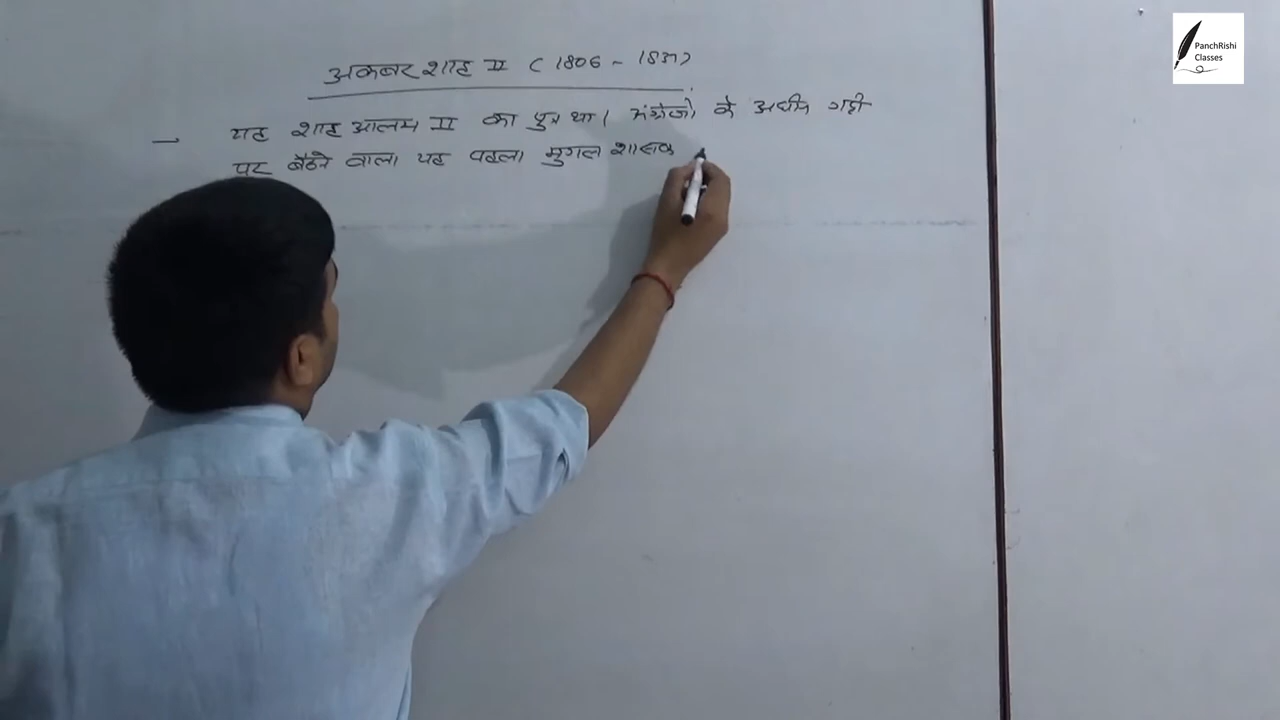 अकबर शाह II ( 1806 - 1837)
यह शाह आलम II का पुत्र था। अंग्रेजो के अधीन गद्दी
पर बैठने वाला यह पहला मुगल शासक
PanchRishi
Classes